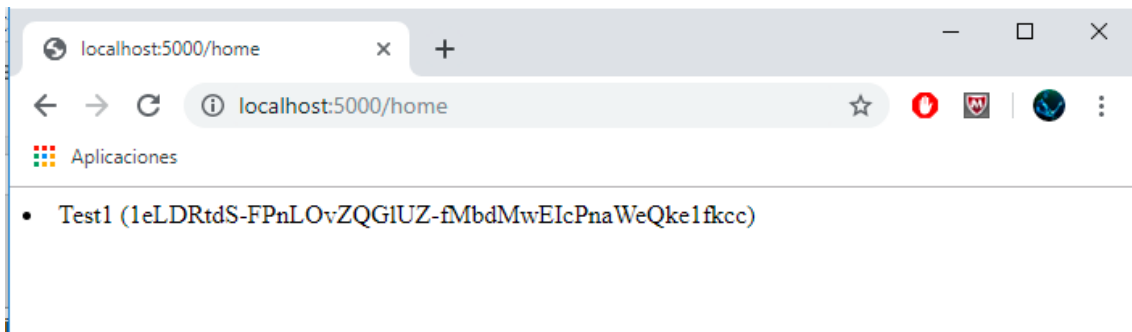 localhost:5000/home
localhost:5000/home
Aplicaciones
• Test1 (1eLDRtdS-FPnLOvZQGlUZ-fMbdMwEIcPnaWeQke1fkcc)